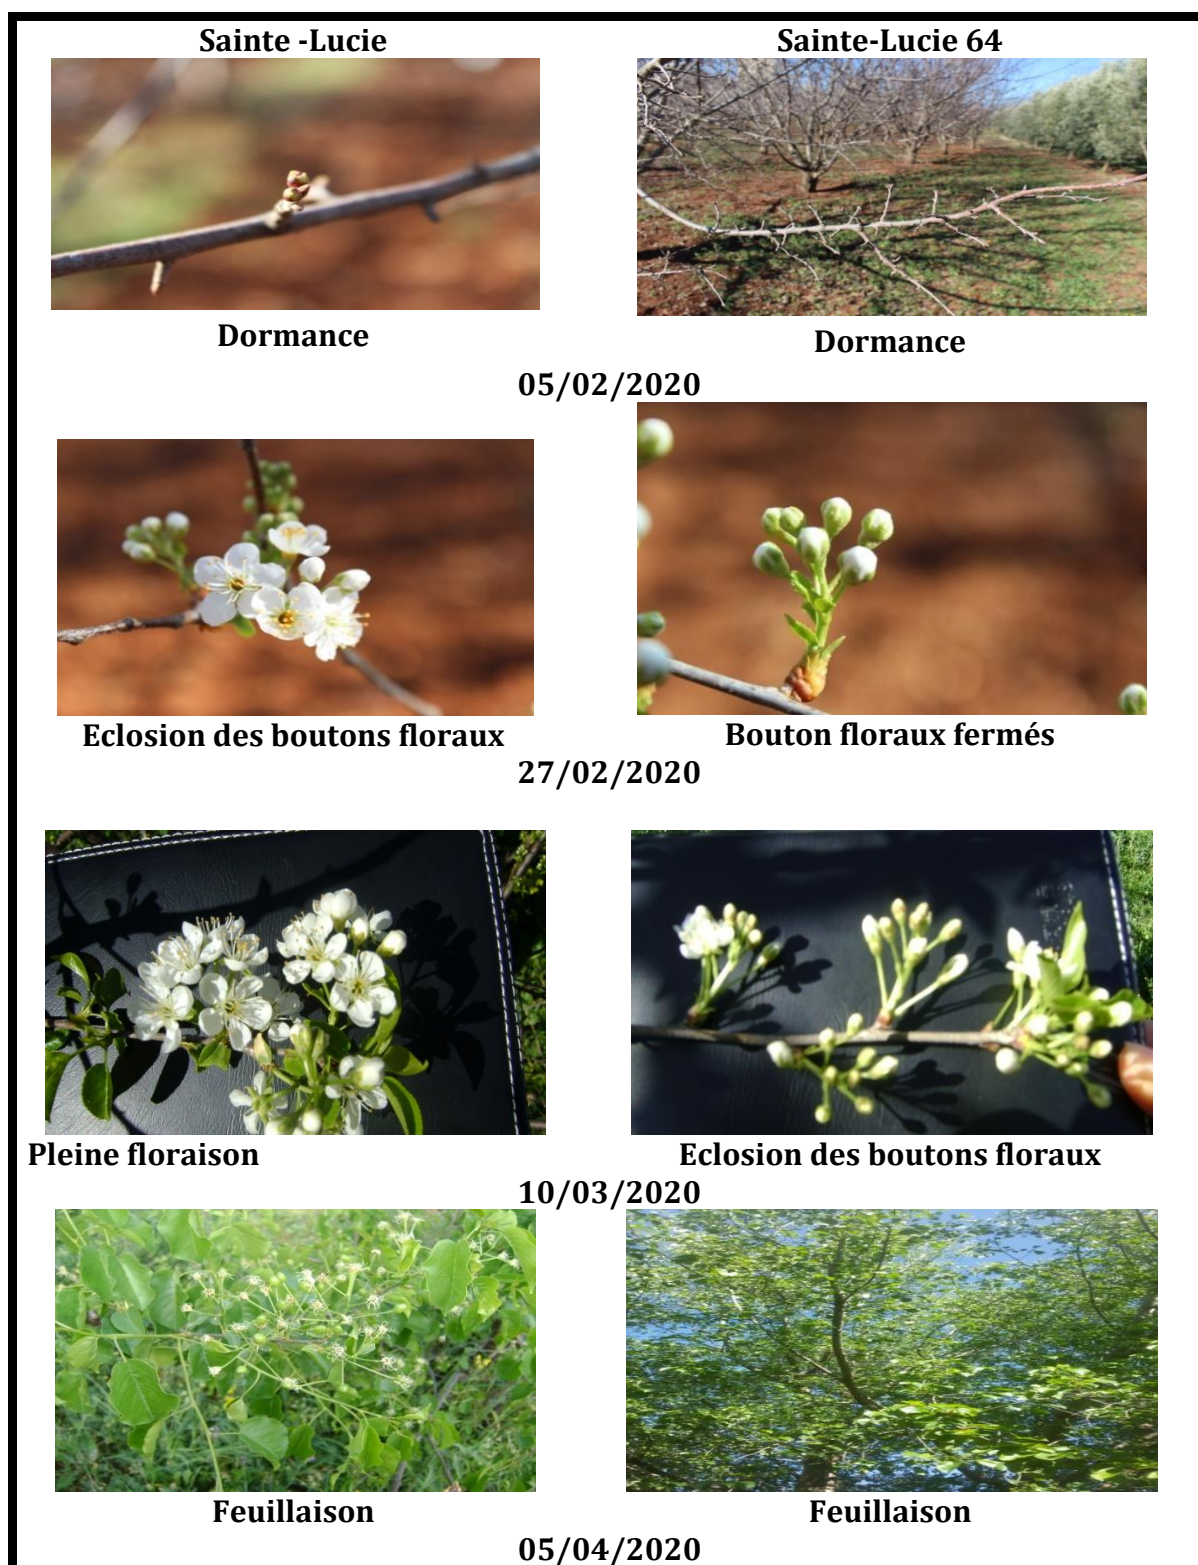 Sainte -Lucie
Sainte-Lucie 64
Dormance
Dormance
05/02/2020
Eclosion des boutons floraux
Bouton floraux fermés
27/02/2020
Pleine floraison
Eclosion des boutons floraux
10/03/2020
Feuillaison
Feuillaison
05/04/2020